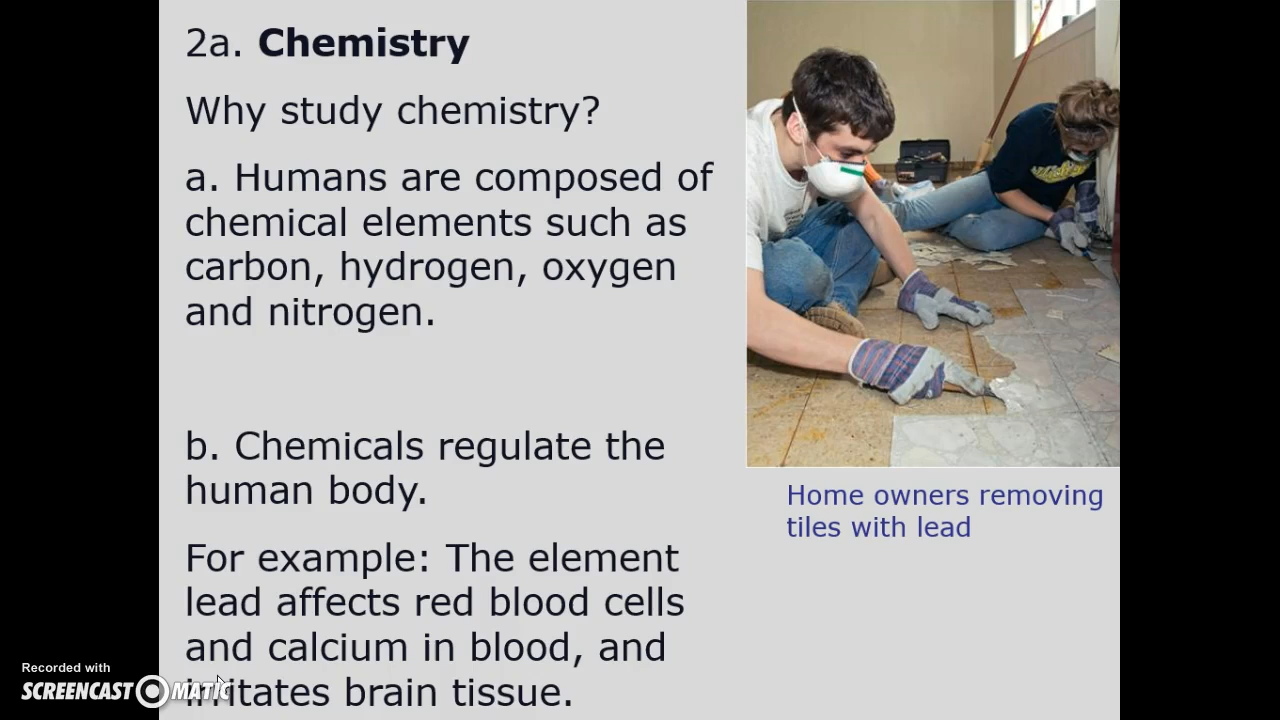 2a. Chemistry
Why study chemistry?
a. Humans are composed of
chemical elements such as
carbon, hydrogen, oxygen
and nitrogen.
b. Chemicals regulate the
human body.
For example: The element
lead affects red blood cells
and calcium in blood, and
irritates brain tissue.
Home owners removing
tiles with lead
Recorded with
SCREENCAST MATIC